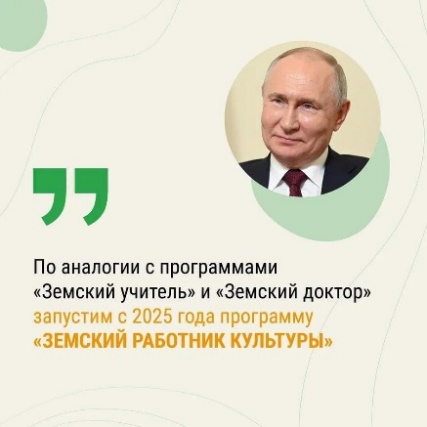 По аналогии с программами
«Земский учитель» и «Земский доктор»
запустим с 2025 года программу
«ЗЕМСКИЙ РАБОТНИК КУЛЬТУРЫ»